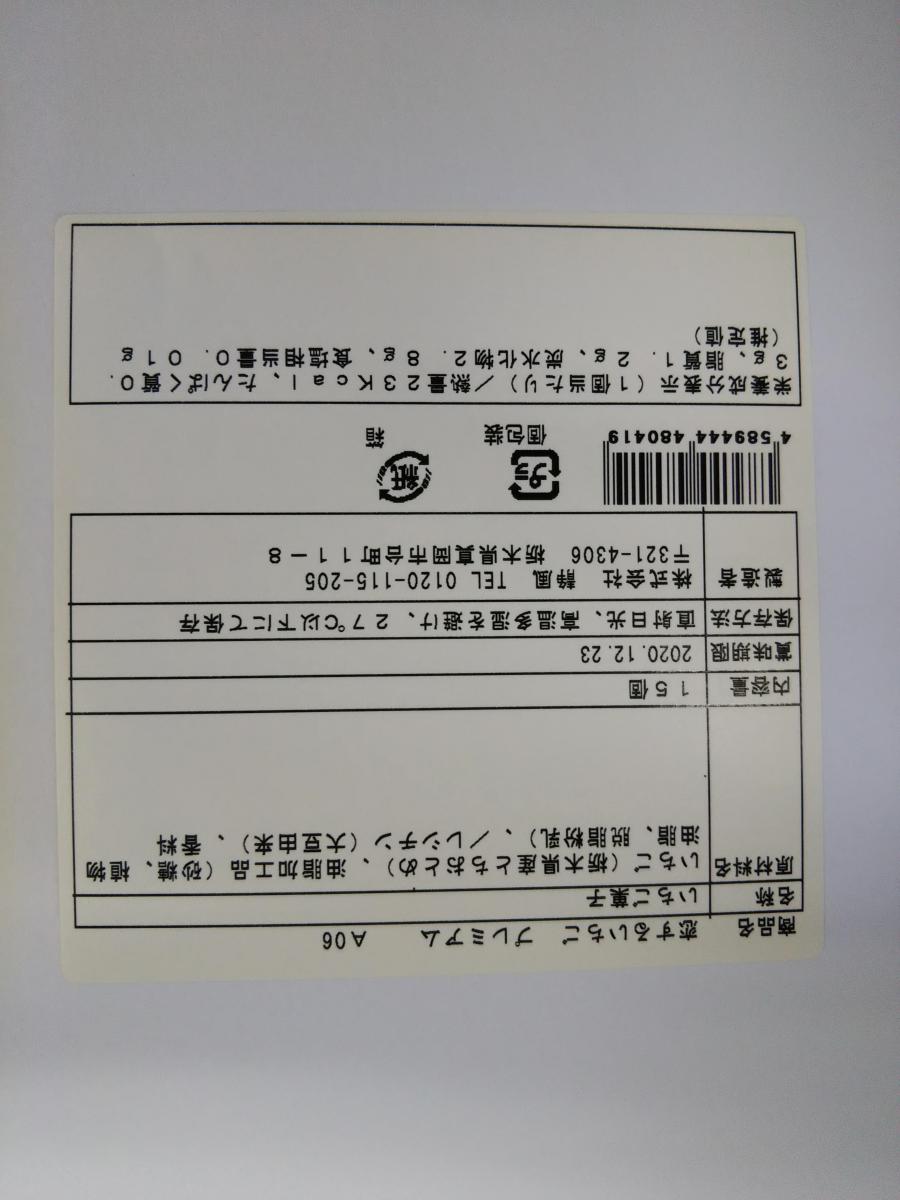 商品名 恋するいちご プレミアム A06
名称 いちご菓子
原材料名 いちご（栃木県産とちおとめ）、油脂加工品（砂糖、植物
油脂、脱脂粉乳）、／レシチン（大豆由来）、香料
内容量 15個
賞味期限 2020.12.23
保存方法 直射日光、高温多湿を避け、27℃以下にて保存
製造者 株式会社 静風 TEL 0120-115-205
〒321-4306 栃木県真岡市台町11-8
プラ 紙
4 589444 480419 個包装 箱
栄養成分表示（1個当たり）／熱量23Kcal、たんぱく質0.
3g、脂質1.2g、炭水化物2.8g、食塩相当量0.01g
（推定値）